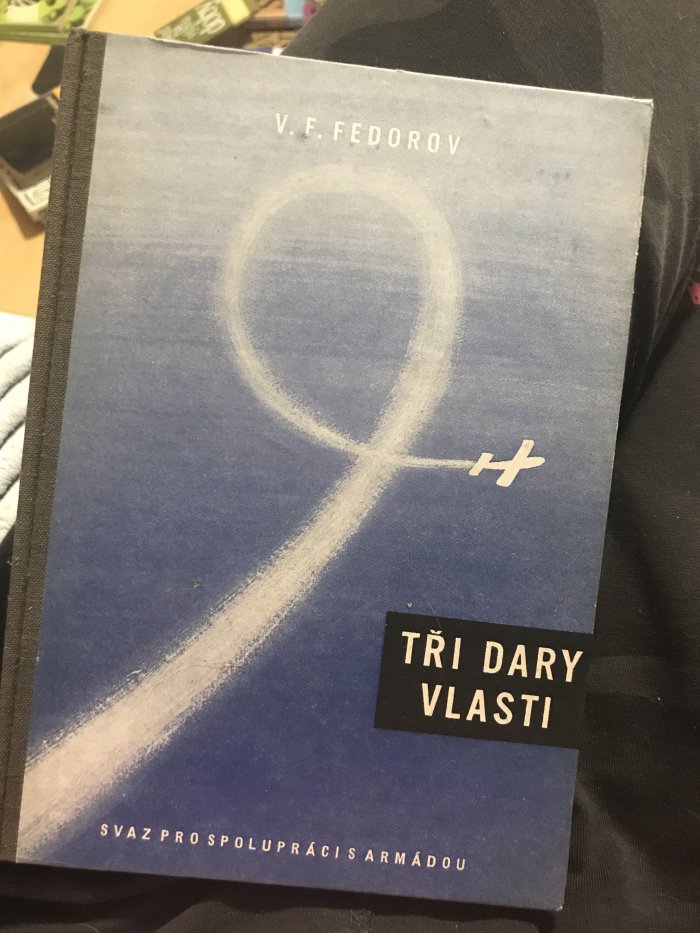 V. F. FEDOROV
TŘI DARY
VLASTI
SVAZ PRO SPOLUPRÁCI S ARMÁDOU